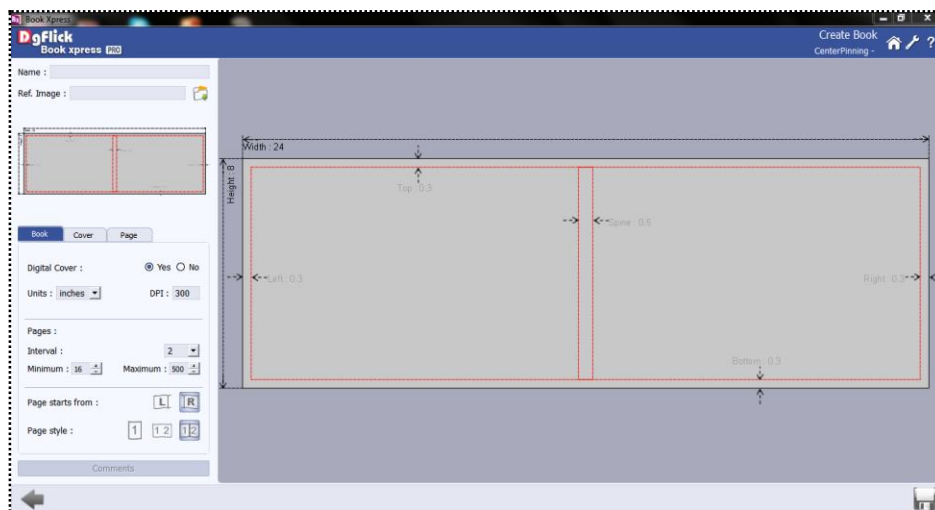 Book Xpress
DgFlick
Book xpress PRO
Create Book
CenterPinning -
?
Name :
Ref. Image :
Width : 24
Height : 8
Top : 0.3
Spine : 0.5
Left : 0.3
Right : 0.3
Bottom : 0.3
Book Cover Page
Digital Cover : Yes No
Units : inches DPI : 300
Pages :
Interval : 2
Minimum : 16 Maximum : 500
Page starts from : L R
Page style : 1 1 2 1 2
Comments